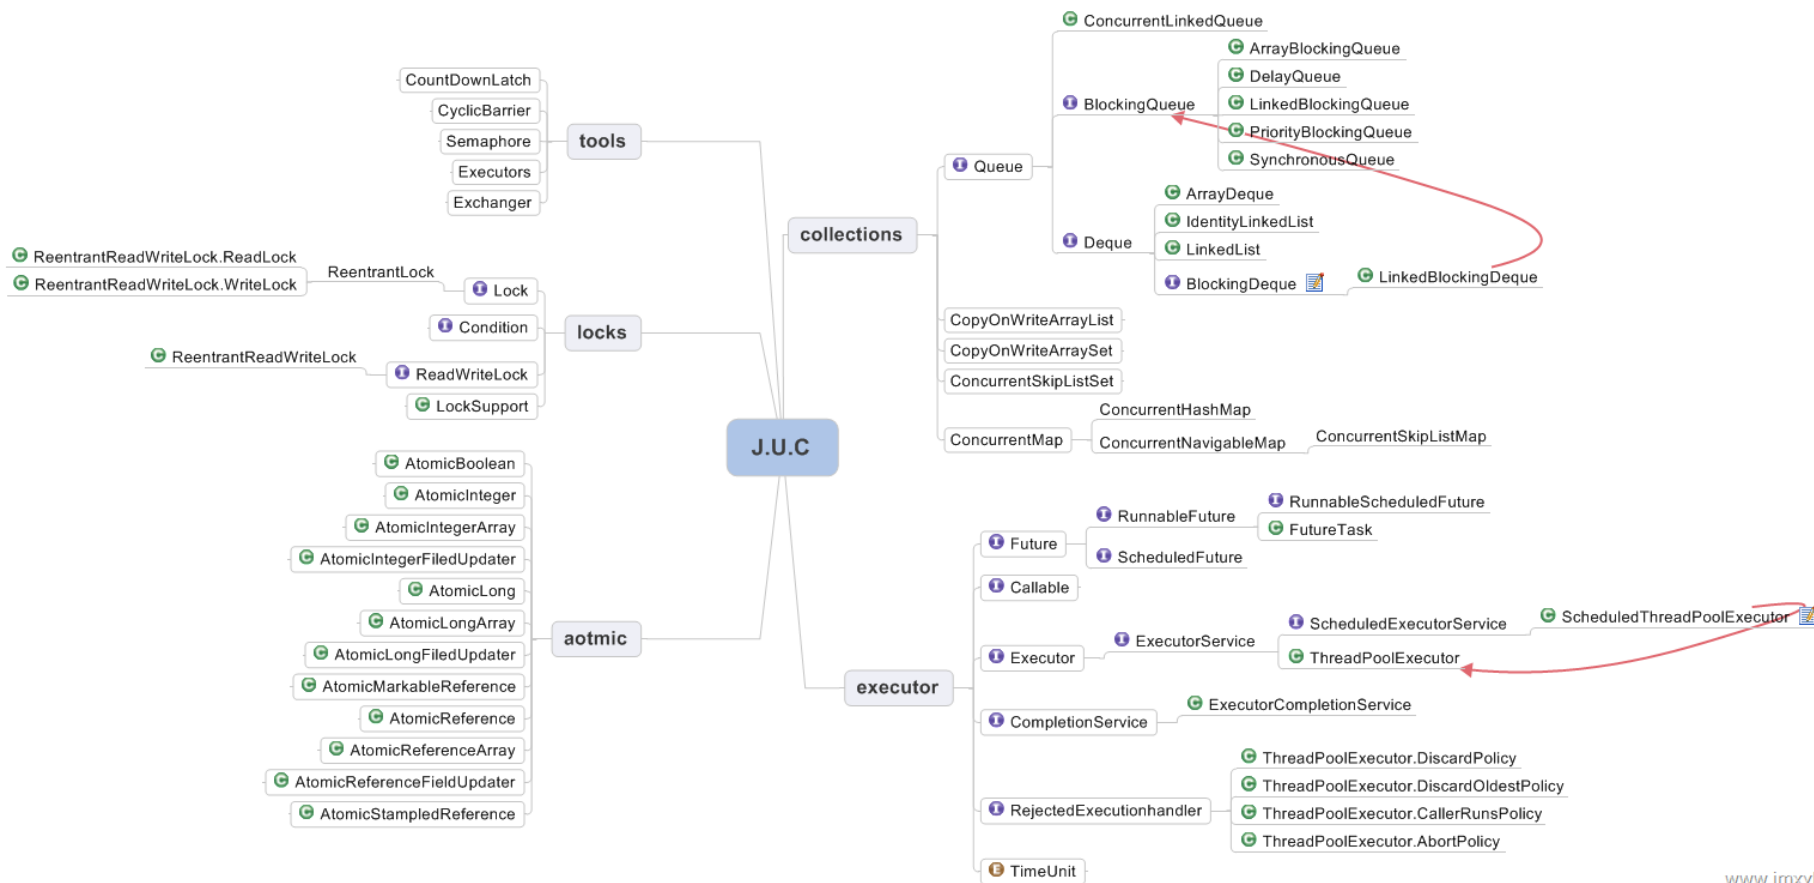 J.U.C
tools
CountDownLatch
CyclicBarrier
Semaphore
Executors
Exchanger
locks
Lock
ReentrantLock
ReentrantReadWriteLock.ReadLock
ReentrantReadWriteLock.WriteLock
Condition
ReadWriteLock
ReentrantReadWriteLock
LockSupport
aotmic
AtomicBoolean
AtomicInteger
AtomicIntegerArray
AtomicIntegerFiledUpdater
AtomicLong
AtomicLongArray
AtomicLongFiledUpdater
AtomicMarkableReference
AtomicReference
AtomicReferenceArray
AtomicReferenceFieldUpdater
AtomicStampedReference
collections
Queue
ConcurrentLinkedQueue
BlockingQueue
ArrayBlockingQueue
DelayQueue
LinkedBlockingQueue
PriorityBlockingQueue
SynchronousQueue
Deque
ArrayDeque
IdentityLinkedList
LinkedList
BlockingDeque
LinkedBlockingDeque
CopyOnWriteArrayList
CopyOnWriteArraySet
ConcurrentSkipListSet
ConcurrentMap
ConcurrentHashMap
ConcurrentNavigableMap
ConcurrentSkipListMap
executor
Future
RunnableFuture
RunnableScheduledFuture
FutureTask
ScheduledFuture
Callable
Executor
ExecutorService
ScheduledExecutorService
ScheduledThreadPoolExecutor
ThreadPoolExecutor
CompletionService
ExecutorCompletionService
RejectedExecutionhandler
ThreadPoolExecutor.DiscardPolicy
ThreadPoolExecutor.DiscardOldestPolicy
ThreadPoolExecutor.CallerRunsPolicy
ThreadPoolExecutor.AbortPolicy
TimeUnit